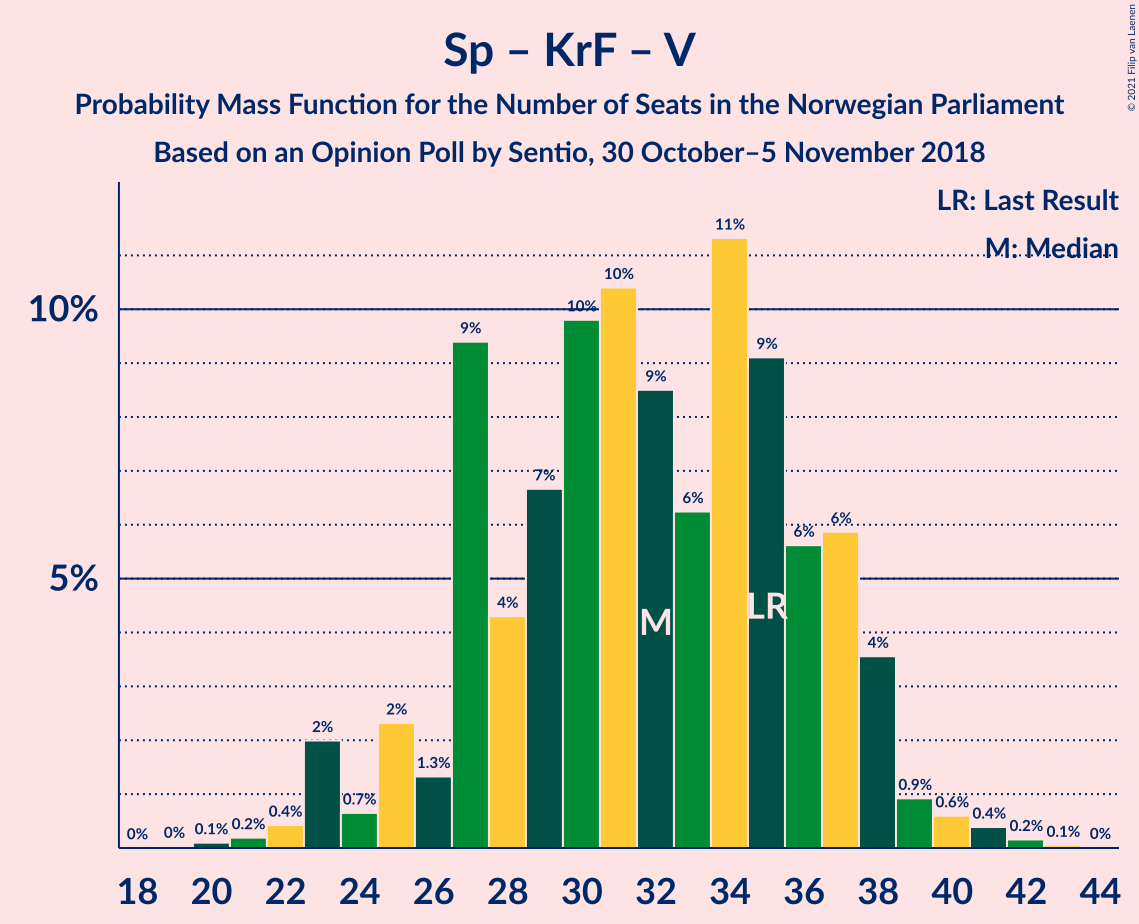 Sp – KrF – V
Probability Mass Function for the Number of Seats in the Norwegian Parliament
Based on an Opinion Poll by Sentio, 30 October–5 November 2018
© 2021 Filip van Laenen
LR: Last Result
M: Median
10%
5%
0% 0% 0.1% 0.2% 0.4% 2% 0.7% 2% 1.3% 9% 4% 7% 10% 10% 9% 6% 11% 9% 6% 6% 4% 0.9% 0.6% 0.4% 0.2% 0.1% 0%
M LR
18 20 22 24 26 28 30 32 34 36 38 40 42 44